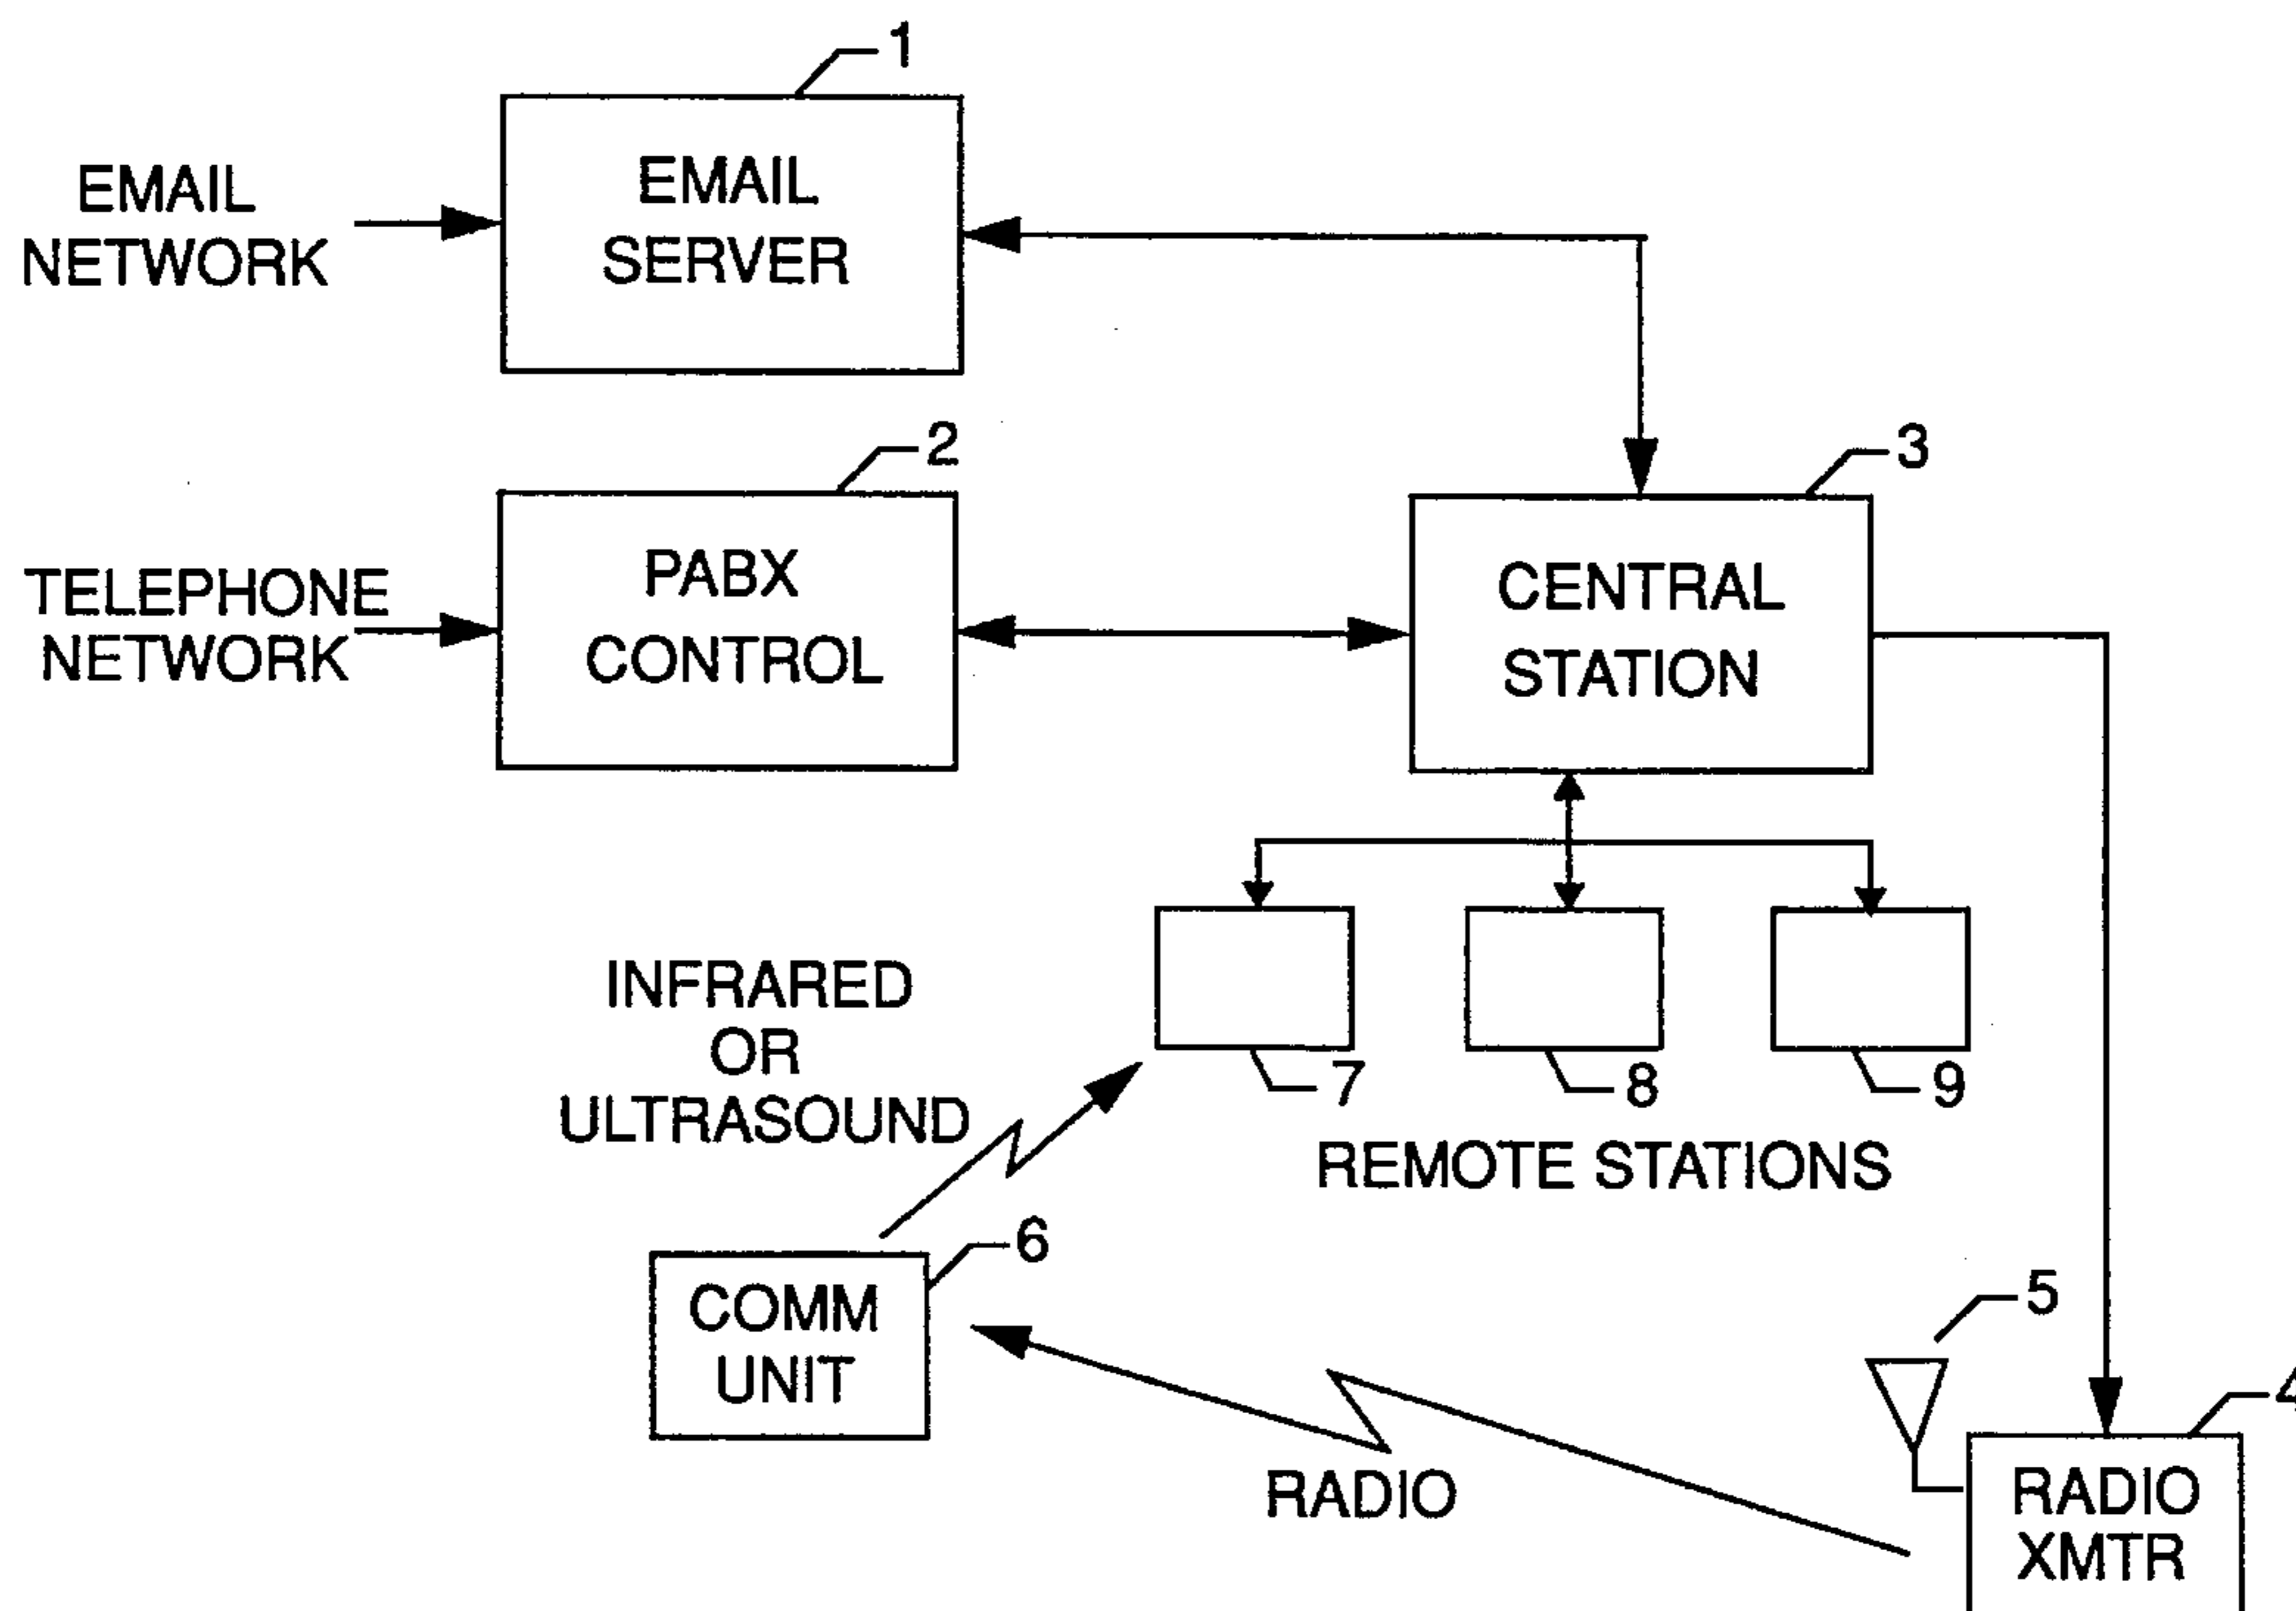 1
EMAIL
NETWORK
EMAIL
SERVER
2
3
TELEPHONE
NETWORK
PABX
CONTROL
CENTRAL
STATION
INFRARED
OR
ULTRASOUND
7
8
9
REMOTE STATIONS
6
COMM
UNIT
5
4
RADIO
RADIO
XMTR